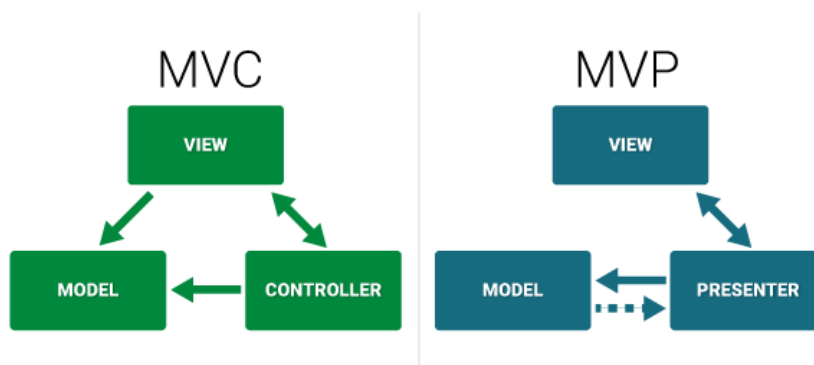 MVC
VIEW
MODEL
CONTROLLER
MVP
VIEW
MODEL
PRESENTER